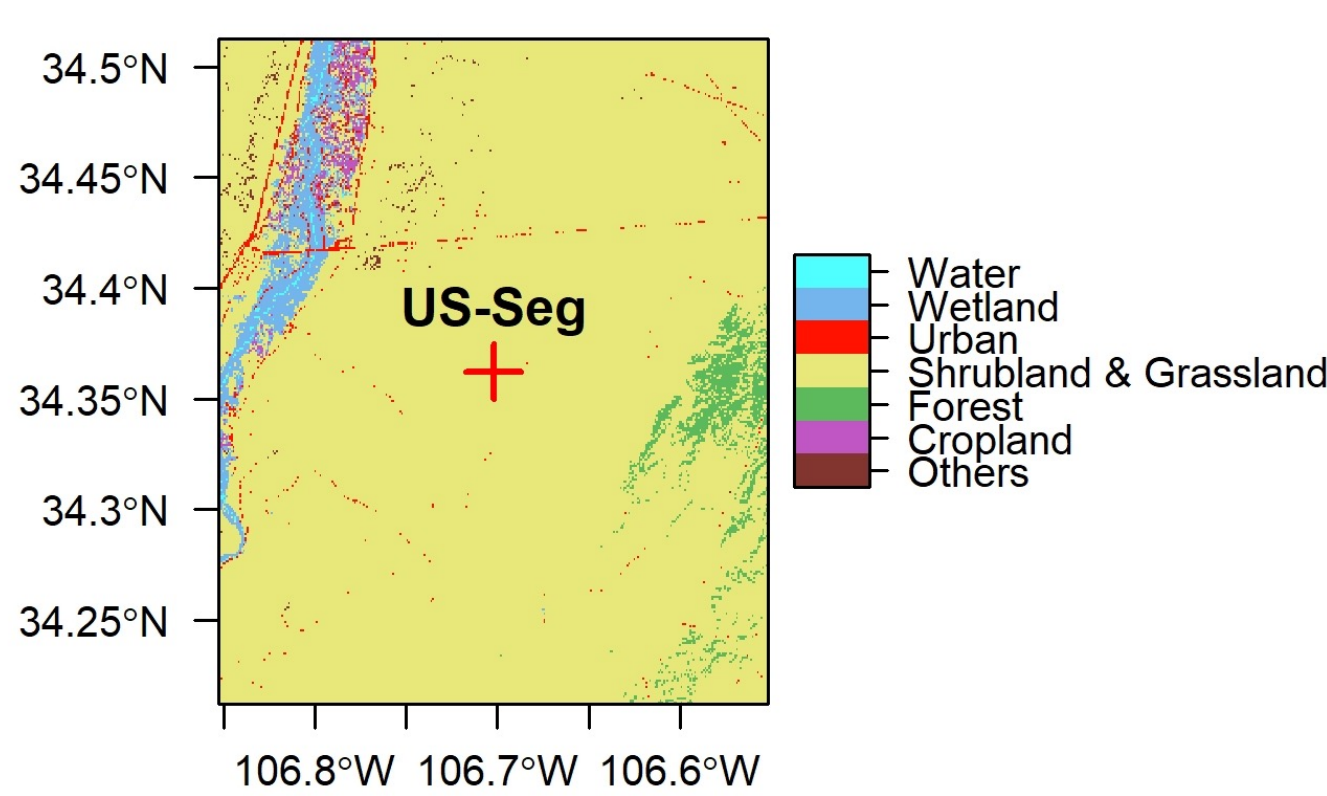 34.5°N
34.45°N
34.4°N
34.35°N
34.3°N
34.25°N
US-Seg
106.8°W 106.7°W 106.6°W
Water
Wetland
Urban
Shrubland & Grassland
Forest
Cropland
Others